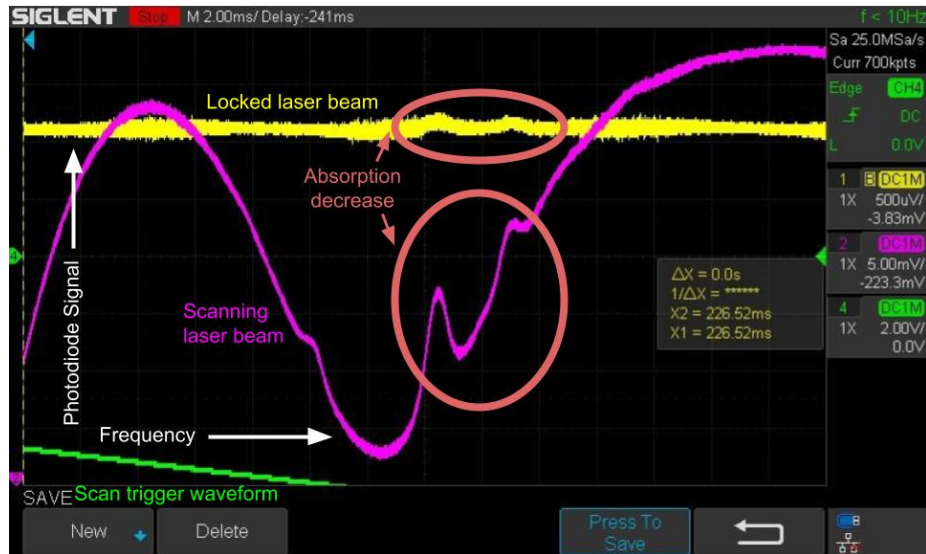 SIGLENT Stop M 2.00ms/ Delay:-241ms f < 10Hz
Sa 25.0MSa/s
Curr 700kpts
Edge CH4
DC
L 0.0V
1 B DC1M
1X 500uV/
-3.83mV
2 DC1M
1X 5.00mV/
-223.3mV
4 DC1M
1X 2.00V/
0.0V
Locked laser beam
Absorption
decrease
Photodiode Signal
4
Scanning
laser beam
ΔX = 0.0s
1/ΔX = ******
X2 = 226.52ms
X1 = 226.52ms
Frequency
2
SAVE Scan trigger waveform
New
Delete
Press To
Save